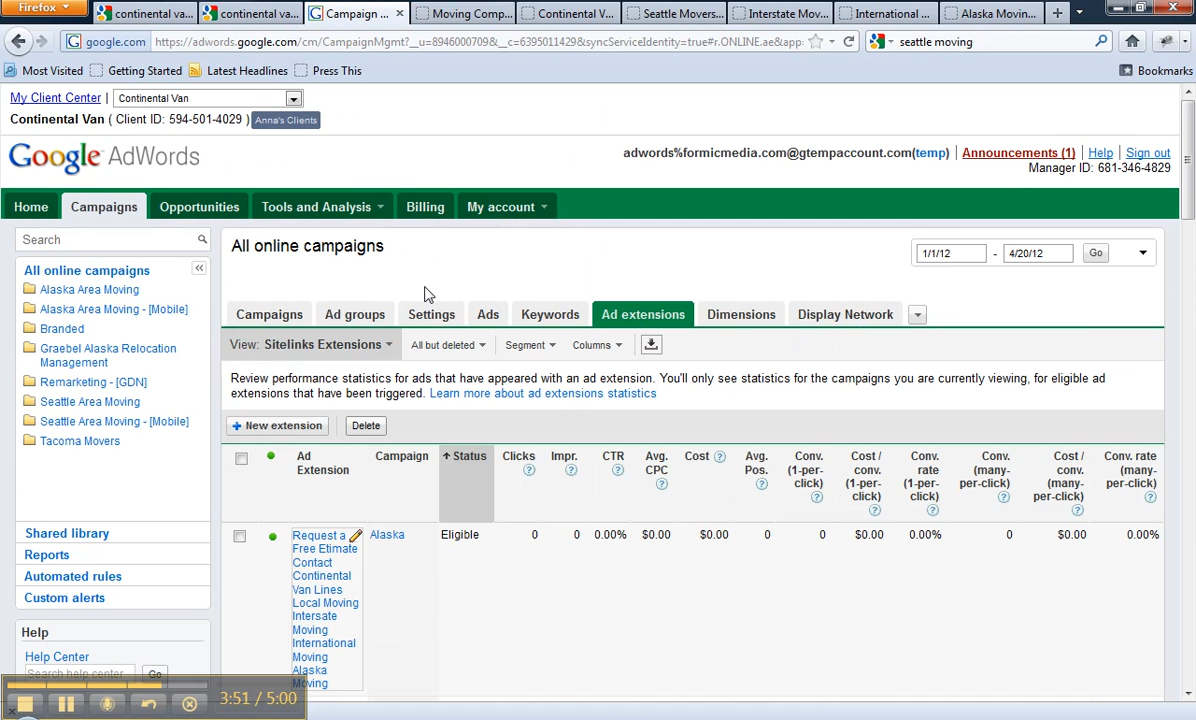 Firefox
continental va...
continental va...
Campaign ...
Moving Comp...
Continental V...
Seattle Movers...
Interstate Mov...
International ...
Alaska Movin...
google.com
https://adwords.google.com/cm/CampaignMgmt?__u=8946000709&__c=6395011429&syncServiceIdentity=true#r.ONLINE.ae&app:
seattle moving
Most Visited
Getting Started
Latest Headlines
Press This
Bookmarks
My Client Center | Continental Van
Continental Van ( Client ID: 594-501-4029 ) Anna's Clients
Google AdWords
adwords%formicmedia.com@gtempaccount.com(temp) Announcements (1) Help Sign out
Manager ID: 681-346-4829
Home
Campaigns
Opportunities
Tools and Analysis
Billing
My account
Search
All online campaigns
Alaska Area Moving
Alaska Area Moving - [Mobile]
Branded
Graebel Alaska Relocation
Management
Remarketing - [GDN]
Seattle Area Moving
Seattle Area Moving - [Mobile]
Tacoma Movers
Shared library
Reports
Automated rules
Custom alerts
Help
Help Center
Search help center
Go
3:51 / 5:00
All online campaigns
1/1/12 - 4/20/12 Go
Campaigns
Ad groups
Settings
Ads
Keywords
Ad extensions
Dimensions
Display Network
View: Sitelinks Extensions
All but deleted
Segment
Columns
Review performance statistics for ads that have appeared with an ad extension. You'll only see statistics for the campaigns you are currently viewing, for eligible ad
extensions that have been triggered. Learn more about ad extensions statistics
+ New extension
Delete
Ad
Extension
Campaign
Status
Clicks
?
Impr.
?
CTR
?
Avg.
CPC
?
Cost ?
Avg.
Pos.
?
Conv.
(1-per-
click)
?
Cost /
conv.
(1-per-
click)
?
Conv.
rate
(1-per-
click)
?
Conv.
(many-
per-click)
?
Cost /
conv.
(many-
per-click)
?
Conv. rate
(many-
per-click)
?
Request a
Free Etimate
Contact
Continental
Van Lines
Local Moving
Intersate
Moving
International
Moving
Alaska
Moving
Alaska
Eligible
0
0
0.00%
$0.00
$0.00
0
0
$0.00
0.00%
0
$0.00
0.00%